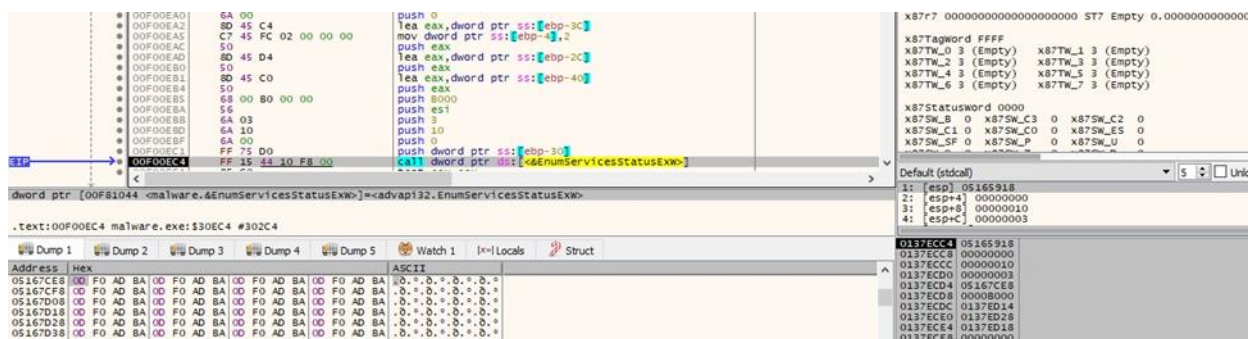 00F00EA0 6A 00 push 0
00F00EA2 8D 45 C4 lea eax,dword ptr ss:[ebp-3C]
00F00EA5 C7 45 FC 02 00 00 00 mov dword ptr ss:[ebp-4],2
00F00EAC 50 push eax
00F00EAD 8D 45 D4 lea eax,dword ptr ss:[ebp-2C]
00F00EB0 50 push eax
00F00EB1 8D 45 C0 lea eax,dword ptr ss:[ebp-40]
00F00EB4 50 push eax
00F00EB5 68 00 B0 00 00 push B000
00F00EBA 56 push esi
00F00EBB 6A 03 push 3
00F00EBD 6A 10 push 10
00F00EBF 6A 00 push 0
00F00EC1 FF 75 D0 push dword ptr ss:[ebp-30]
EIP 00F00EC4 FF 15 44 10 F8 00 call dword ptr ds:[<&EnumServicesStatusExW>]
dword ptr [00F81044 <malware.&EnumServicesStatusExW>]=<advapi32.EnumServicesStatusExW>
.text:00F00EC4 malware.exe:$30EC4 #302C4
Dump 1 Dump 2 Dump 3 Dump 4 Dump 5 Watch 1 [x=] Locals Struct
Address Hex ASCII
05167CE8 0D F0 AD BA 0D F0 AD BA 0D F0 AD BA 0D F0 AD BA .ð.º.ð.º.ð.º.ð.º
05167CF8 0D F0 AD BA 0D F0 AD BA 0D F0 AD BA 0D F0 AD BA .ð.º.ð.º.ð.º.ð.º
05167D08 0D F0 AD BA 0D F0 AD BA 0D F0 AD BA 0D F0 AD BA .ð.º.ð.º.ð.º.ð.º
05167D18 0D F0 AD BA 0D F0 AD BA 0D F0 AD BA 0D F0 AD BA .ð.º.ð.º.ð.º.ð.º
05167D28 0D F0 AD BA 0D F0 AD BA 0D F0 AD BA 0D F0 AD BA .ð.º.ð.º.ð.º.ð.º
05167D38 0D F0 AD BA 0D F0 AD BA 0D F0 AD BA 0D F0 AD BA .ð.º.ð.º.ð.º.ð.º
x87r7 00000000000000000000 ST7 Empty 0.0000000000000
x87TagWord FFFF
x87TW_0 3 (Empty) x87TW_1 3 (Empty)
x87TW_2 3 (Empty) x87TW_3 3 (Empty)
x87TW_4 3 (Empty) x87TW_5 3 (Empty)
x87TW_6 3 (Empty) x87TW_7 3 (Empty)
x87StatusWord 0000
x87SW_B 0 x87SW_C3 0 x87SW_C2 0
x87SW_C1 0 x87SW_C0 0 x87SW_ES 0
x87SW_SF 0 x87SW_P 0 x87SW_U 0
Default (stdcall) 5 Unlo
1: [esp] 05165918
2: [esp+4] 00000000
3: [esp+8] 00000010
4: [esp+C] 00000003
0137ECC4 05165918
0137ECC8 00000000
0137ECCC 00000010
0137ECD0 00000003
0137ECD4 05167CE8
0137ECD8 0000B000
0137ECDC 0137ED14
0137ECE0 0137ED28
0137ECE4 0137ED18
0137ECE8 00000000